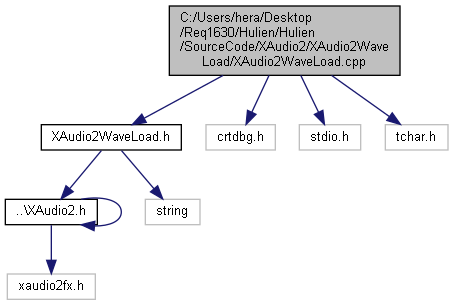 C:/Users/hera/Desktop
/Req1630/Hulien/Hulien
/SourceCode/XAudio2/XAudio2Wave
Load/XAudio2WaveLoad.cpp
XAudio2WaveLoad.h
crtdbg.h
stdio.h
tchar.h
..\XAudio2.h
string
xaudio2fx.h